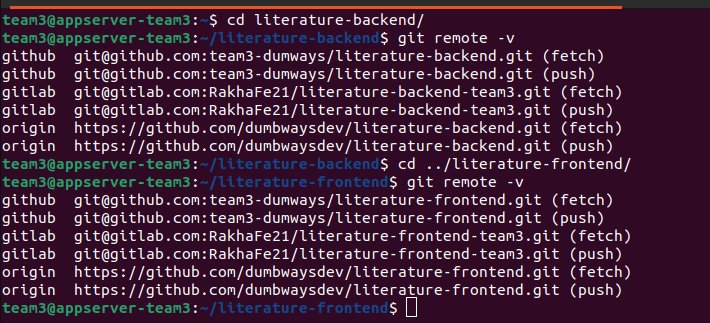 team3@appserver-team3:~$ cd literature-backend/
team3@appserver-team3:~/literature-backend$ git remote -v
github  git@github.com:team3-dumways/literature-backend.git (fetch)
github  git@github.com:team3-dumways/literature-backend.git (push)
gitlab  git@gitlab.com:RakhaFe21/literature-backend-team3.git (fetch)
gitlab  git@gitlab.com:RakhaFe21/literature-backend-team3.git (push)
origin  https://github.com/dumbwaysdev/literature-backend.git (fetch)
origin  https://github.com/dumbwaysdev/literature-backend.git (push)
team3@appserver-team3:~/literature-backend$ cd ../literature-frontend/
team3@appserver-team3:~/literature-frontend$ git remote -v
github  git@github.com:team3-dumways/literature-frontend.git (fetch)
github  git@github.com:team3-dumways/literature-frontend.git (push)
gitlab  git@gitlab.com:RakhaFe21/literature-frontend-team3.git (fetch)
gitlab  git@gitlab.com:RakhaFe21/literature-frontend-team3.git (push)
origin  https://github.com/dumbwaysdev/literature-frontend.git (fetch)
origin  https://github.com/dumbwaysdev/literature-frontend.git (push)
team3@appserver-team3:~/literature-frontend$